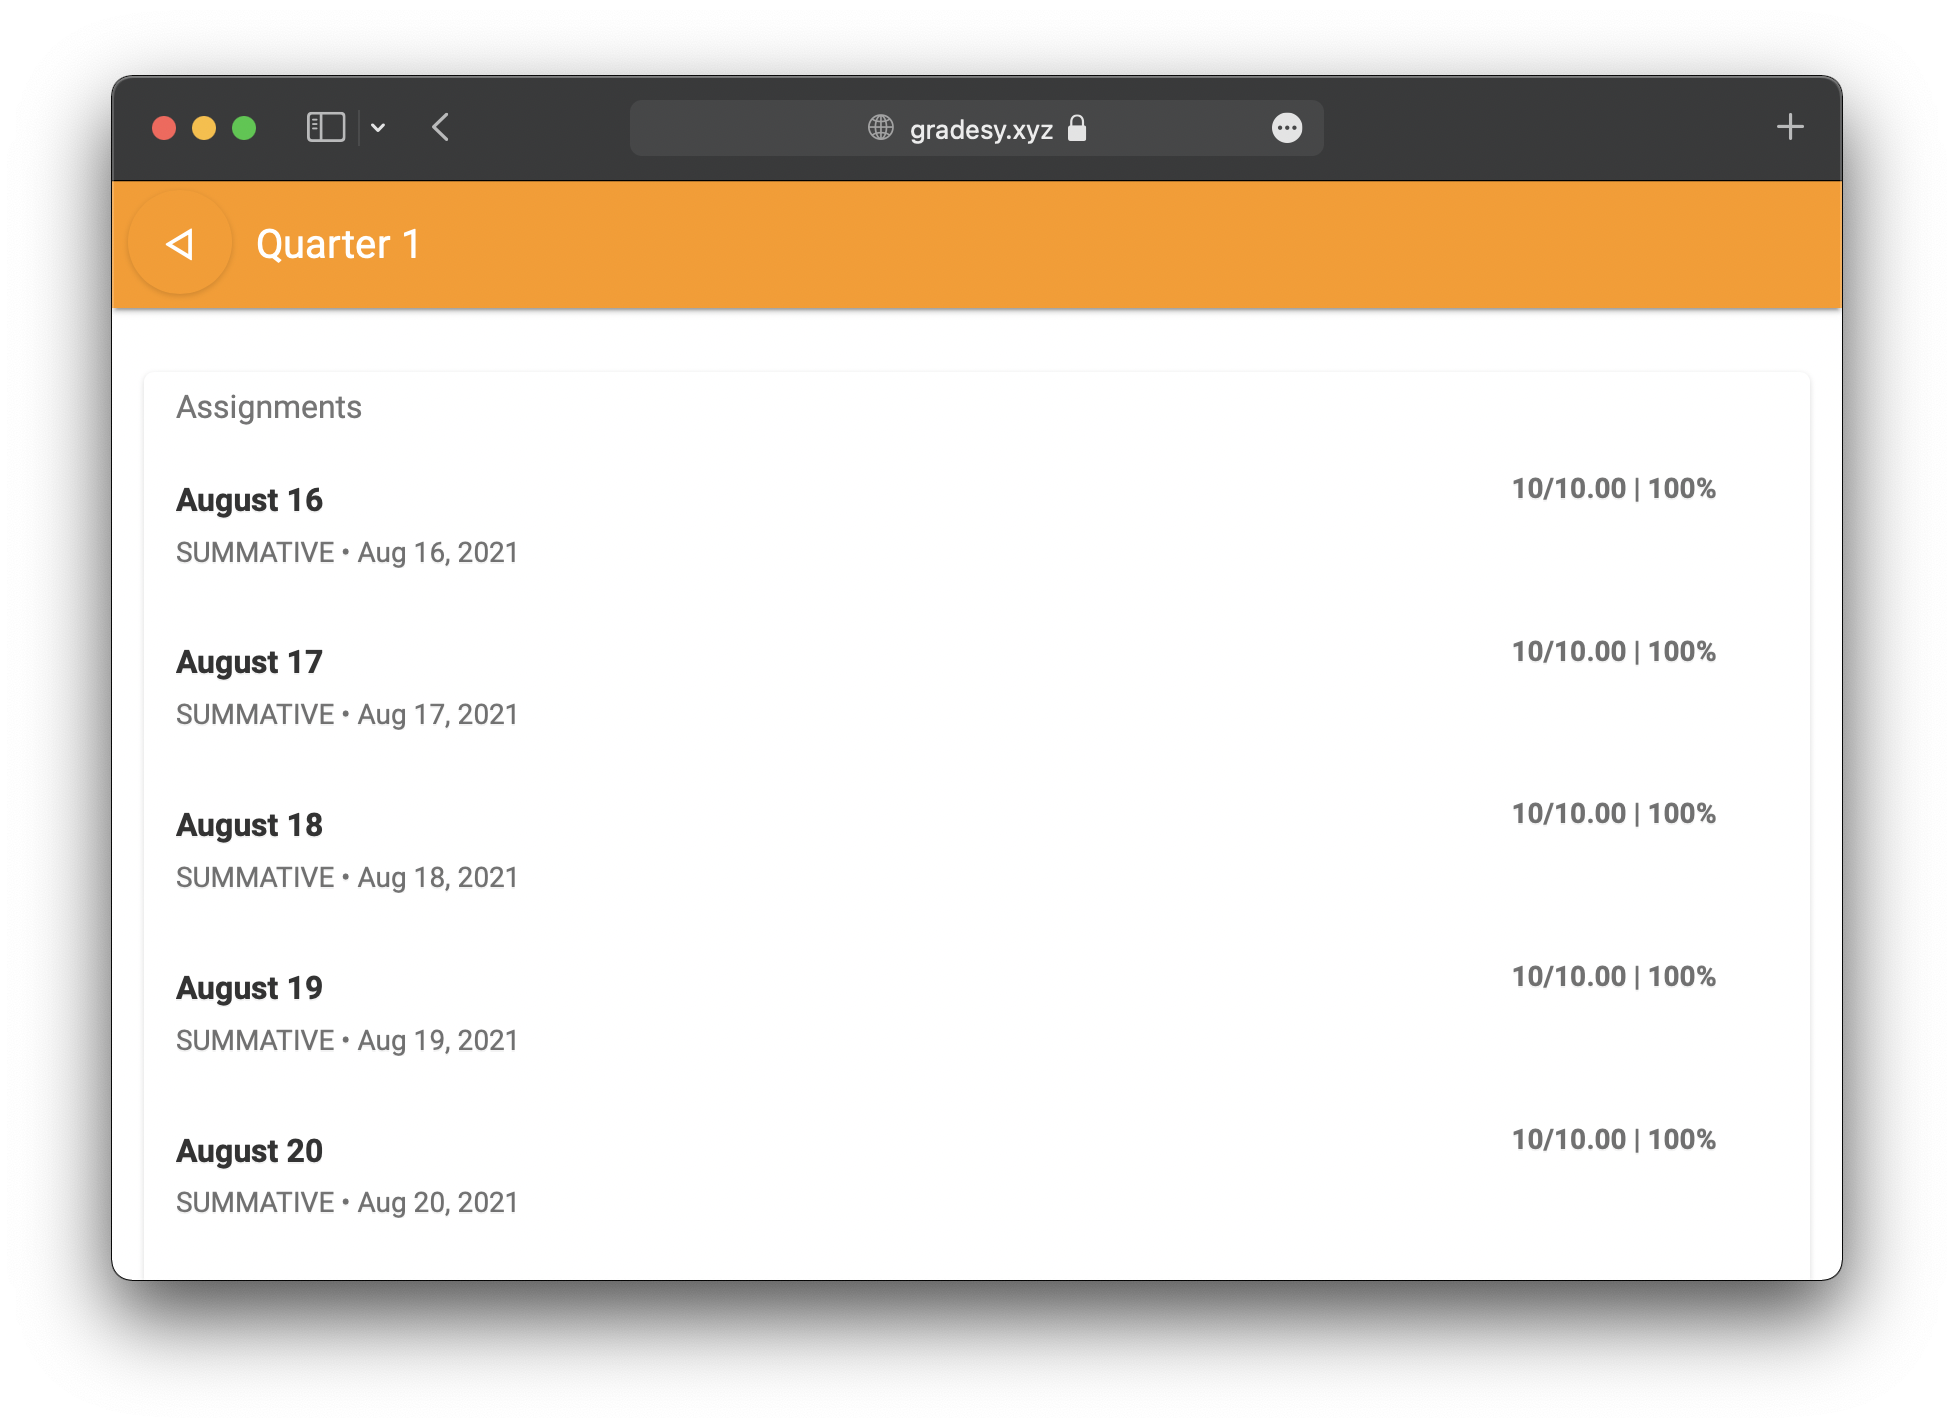 gradesy.xyz
Quarter 1
Assignments
August 16
10/10.00 | 100%
SUMMATIVE • Aug 16, 2021
August 17
10/10.00 | 100%
SUMMATIVE • Aug 17, 2021
August 18
10/10.00 | 100%
SUMMATIVE • Aug 18, 2021
August 19
10/10.00 | 100%
SUMMATIVE • Aug 19, 2021
August 20
10/10.00 | 100%
SUMMATIVE • Aug 20, 2021